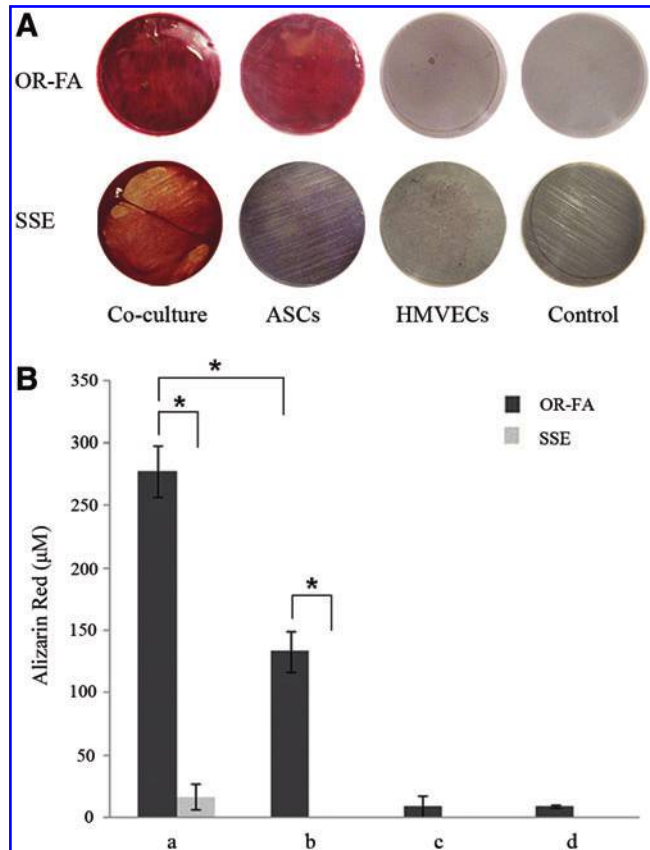 A
OR-FA
SSE
Co-culture ASCs HMVECs Control
B
* 
*
*
OR-FA
SSE
Alizarin Red (μM)
350
300
250
200
150
100
50
0
a b c d